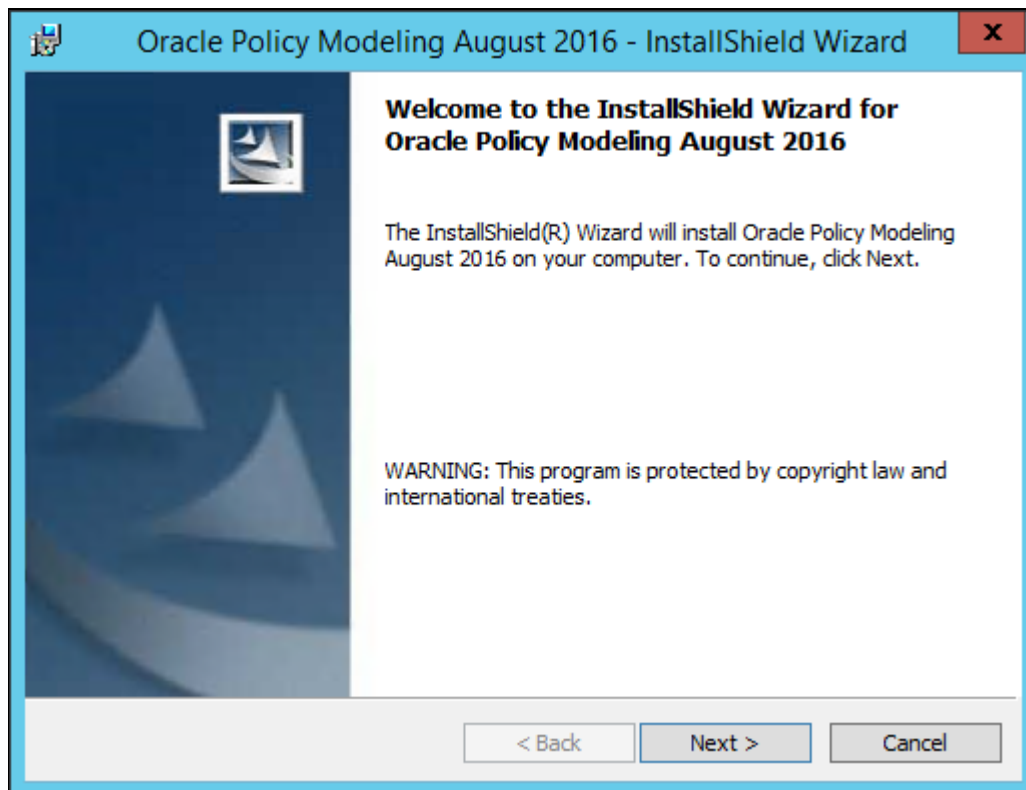 Oracle Policy Modeling August 2016 - InstallShield Wizard
x
Welcome to the InstallShield Wizard for
Oracle Policy Modeling August 2016
The InstallShield(R) Wizard will install Oracle Policy Modeling
August 2016 on your computer. To continue, click Next.
WARNING: This program is protected by copyright law and
international treaties.
< Back
Next >
Cancel